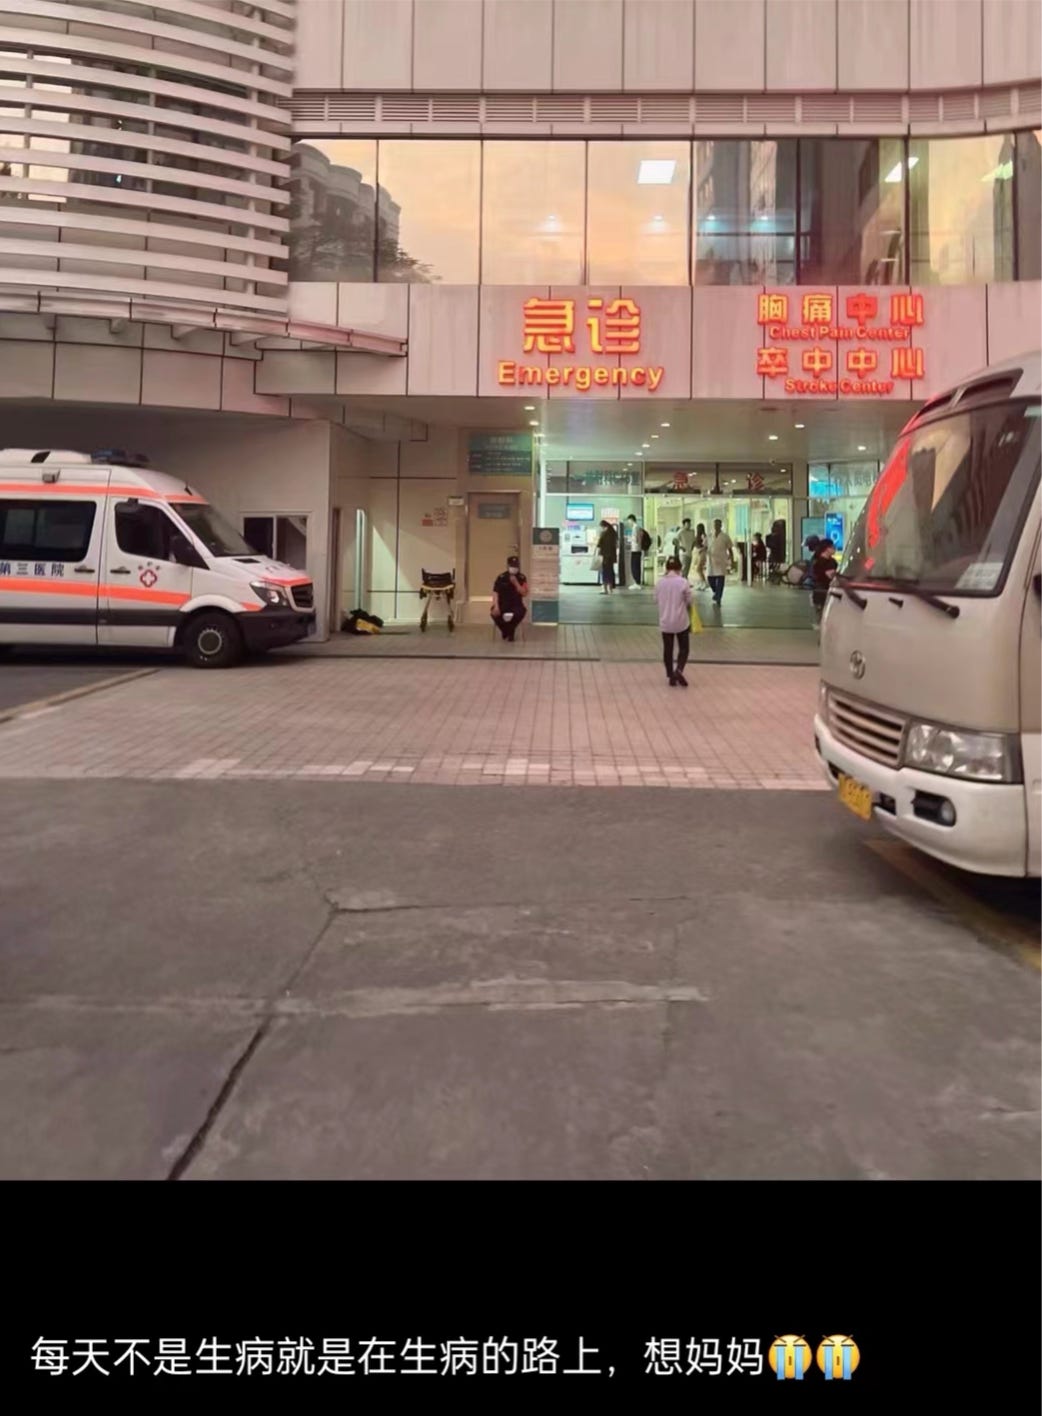 急诊
Emergency
胸痛中心
Chest Pain Center
卒中中心
Stroke Center
急 诊
第三医院
每天不是生病就是在生病的路上，想妈妈😭😭